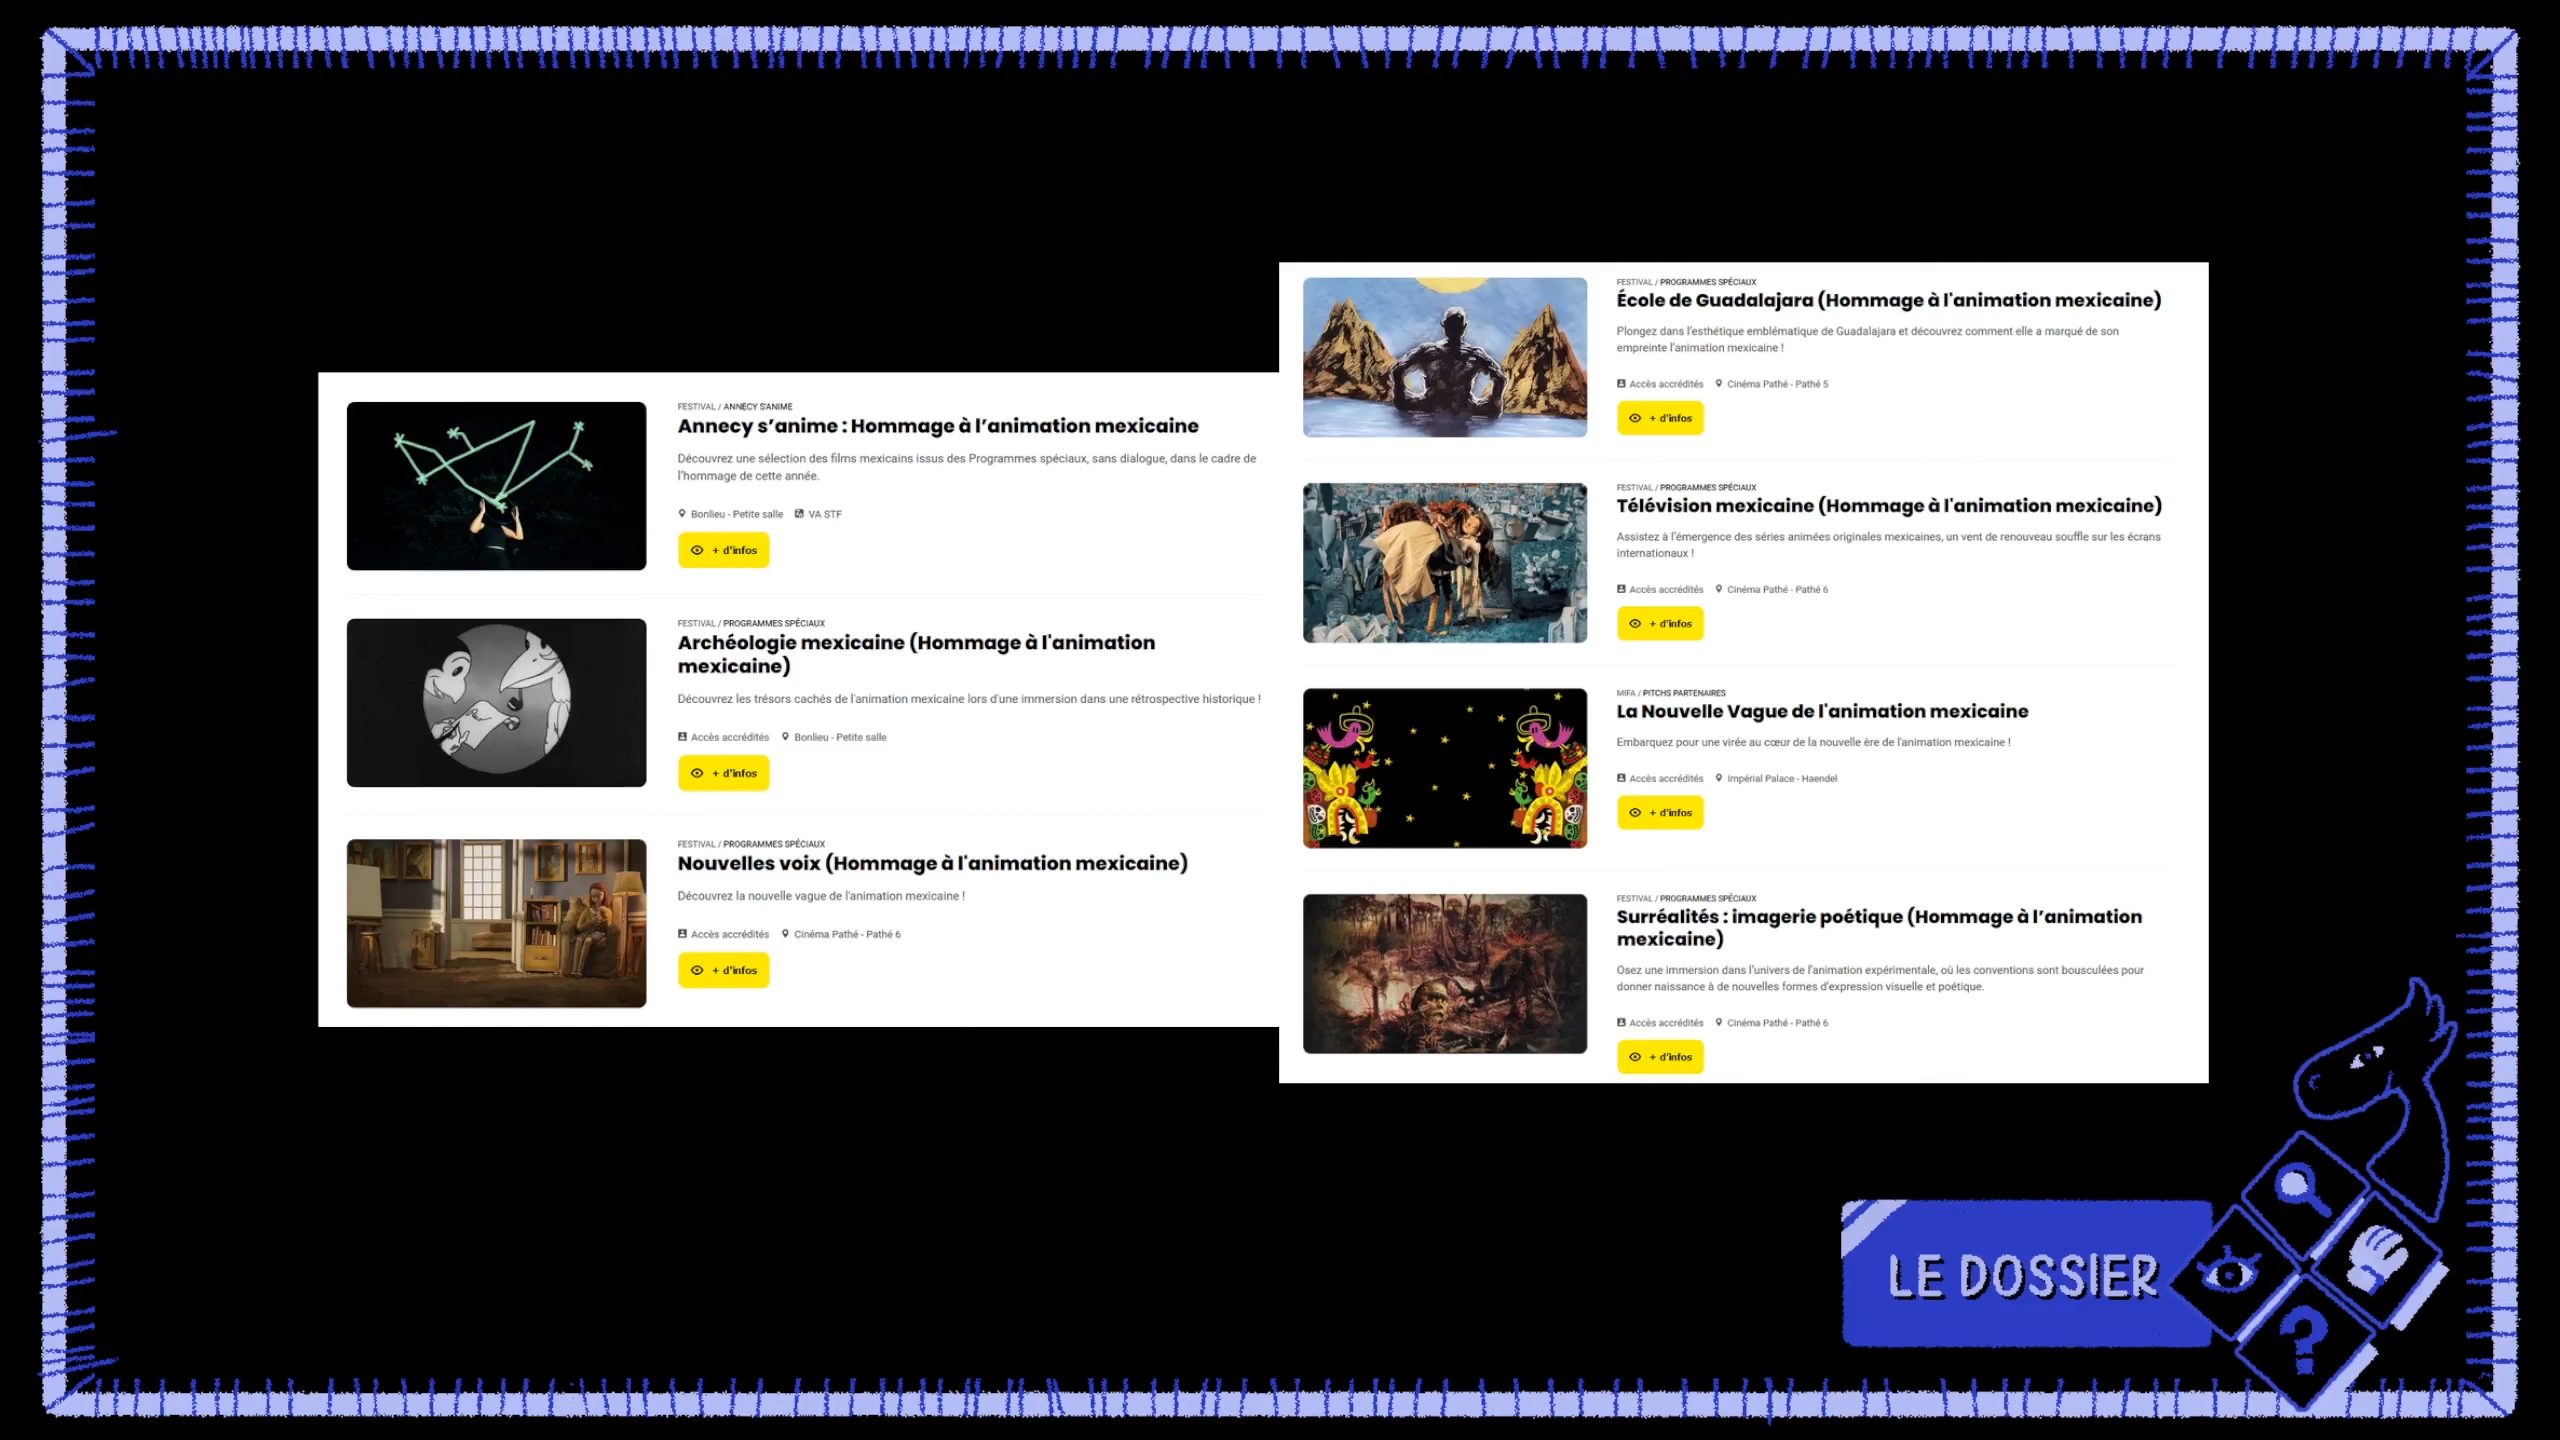 FESTIVAL / ANNECY S'ANIME
Annecy s’anime : Hommage à l’animation mexicaine
Découvrez une sélection des films mexicains issus des Programmes spéciaux, sans dialogue, dans le cadre de
l'hommage de cette année.
Bonlieu - Petite salle VA STF
+ d'infos
FESTIVAL / PROGRAMMES SPÉCIAUX
Archéologie mexicaine (Hommage à l'animation
mexicaine)
Découvrez les trésors cachés de l'animation mexicaine lors d'une immersion dans une rétrospective historique !
Accès accrédités Bonlieu - Petite salle
+ d'infos
FESTIVAL / PROGRAMMES SPÉCIAUX
Nouvelles voix (Hommage à l'animation mexicaine)
Découvrez la nouvelle vague de l'animation mexicaine !
Accès accrédités Cinéma Pathé - Pathé 6
+ d'infos
FESTIVAL / PROGRAMMES SPÉCIAUX
École de Guadalajara (Hommage à l'animation mexicaine)
Plongez dans l'esthétique emblématique de Guadalajara et découvrez comment elle a marqué de son
empreinte l'animation mexicaine !
Accès accrédités Cinéma Pathé - Pathé 5
+ d'infos
FESTIVAL / PROGRAMMES SPÉCIAUX
Télévision mexicaine (Hommage à l'animation mexicaine)
Assistez à l'émergence des séries animées originales mexicaines, un vent de renouveau souffle sur les écrans
internationaux !
Accès accrédités Cinéma Pathé - Pathé 6
+ d'infos
MIFA / PITCHS PARTENAIRES
La Nouvelle Vague de l'animation mexicaine
Embarquez pour une virée au cœur de la nouvelle ère de l'animation mexicaine !
Accès accrédités Impérial Palace - Haendel
+ d'infos
FESTIVAL / PROGRAMMES SPÉCIAUX
Surréalités : imagerie poétique (Hommage à l’animation
mexicaine)
Osez une immersion dans l'univers de l'animation expérimentale, où les conventions sont bousculées pour
donner naissance à de nouvelles formes d'expression visuelle et poétique.
Accès accrédités Cinéma Pathé - Pathé 6
+ d'infos
LE DOSSIER
?